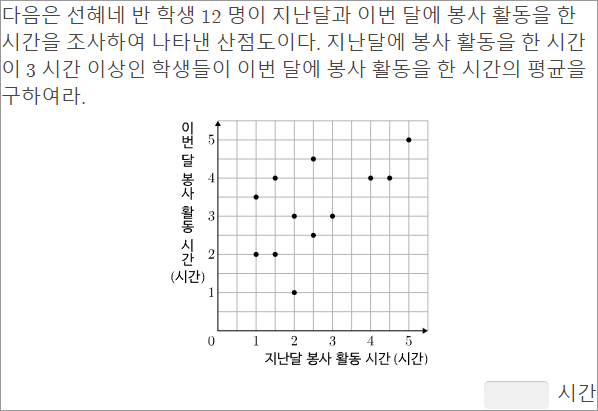 다음은 선혜네 반 학생 12 명이 지난달과 이번 달에 봉사 활동을 한
시간을 조사하여 나타낸 산점도이다. 지난달에 봉사 활동을 한 시간
이 3 시간 이상인 학생들이 이번 달에 봉사 활동을 한 시간의 평균을
구하여라.
이번 달 봉사 활동 시간
(시간)
5
4
3
2
1
0 1 2 3 4 5
지난달 봉사 활동 시간 (시간)
시간